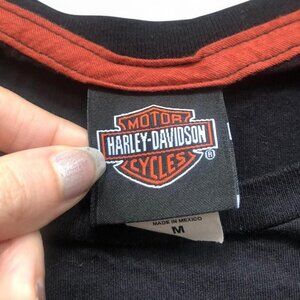 MOTOR
HARLEY-DAVIDSON
CYCLES
®
MADE IN MEXICO
M